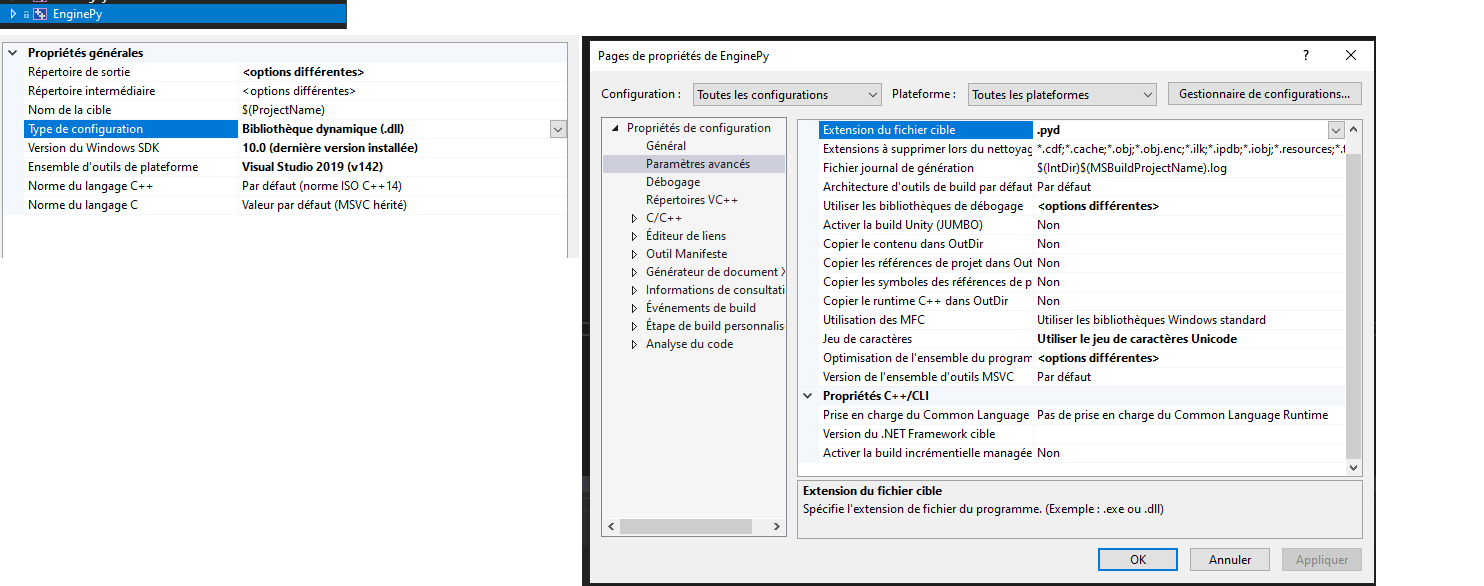 EnginePy
Propriétés générales
Répertoire de sortie <options différentes>
Répertoire intermédiaire <options différentes>
Nom de la cible $(ProjectName)
Type de configuration Bibliothèque dynamique (.dll)
Version du Windows SDK 10.0 (dernière version installée)
Ensemble d'outils de plateforme Visual Studio 2019 (v142)
Norme du langage C++ Par défaut (norme ISO C++14)
Norme du langage C Valeur par défaut (MSVC hérité)
Pages de propriétés de EnginePy ?
Configuration : Toutes les configurations Plateforme : Toutes les plateformes Gestionnaire de configurations...
Propriétés de configuration
Général
Paramètres avancés
Débogage
Répertoires VC++
C/C++
Éditeur de liens
Outil Manifeste
Générateur de document X
Informations de consultati
Événements de build
Étape de build personnalis
Analyse du code
Extension du fichier cible .pyd
Extensions à supprimer lors du nettoyag *.cdf;*.cache;*.obj;*.obj.enc;*.ilk;*.ipdb;*.iobj;*.resources;*.t
Fichier journal de génération $(IntDir)$(MSBuildProjectName).log
Architecture d'outils de build par défaut Par défaut
Utiliser les bibliothèques de débogage <options différentes>
Activer la build Unity (JUMBO) Non
Copier le contenu dans OutDir Non
Copier les références de projet dans Out Non
Copier les symboles des références de p Non
Copier le runtime C++ dans OutDir Non
Utilisation des MFC Utiliser les bibliothèques Windows standard
Jeu de caractères Utiliser le jeu de caractères Unicode
Optimisation de l'ensemble du program <options différentes>
Version de l'ensemble d'outils MSVC Par défaut
Propriétés C++/CLI
Prise en charge du Common Language Pas de prise en charge du Common Language Runtime
Version du .NET Framework cible
Activer la build incrémentielle managée Non
Extension du fichier cible
Spécifie l'extension de fichier du programme. (Exemple : .exe ou .dll)
OK Annuler Appliquer